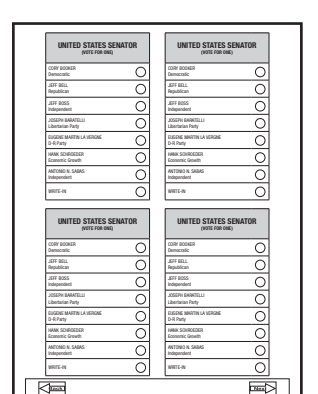 UNITED STATES SENATOR
(VOTE FOR ONE)
CORY BOOKER
Democratic
JEFF BELL
Republican
JEFF BOSS
Independent
JOSEPH BARATELLI
Libertarian Party
EUGENE MARTIN LA VERGNE
D-R Party
HANK SCHROEDER
Economic Growth
ANTONIO N. SABAS
Independent
WRITE-IN
UNITED STATES SENATOR
(VOTE FOR ONE)
CORY BOOKER
Democratic
JEFF BELL
Republican
JEFF BOSS
Independent
JOSEPH BARATELLI
Libertarian Party
EUGENE MARTIN LA VERGNE
D-R Party
HANK SCHROEDER
Economic Growth
ANTONIO N. SABAS
Independent
WRITE-IN
UNITED STATES SENATOR
(VOTE FOR ONE)
CORY BOOKER
Democratic
JEFF BELL
Republican
JEFF BOSS
Independent
JOSEPH BARATELLI
Libertarian Party
EUGENE MARTIN LA VERGNE
D-R Party
HANK SCHROEDER
Economic Growth
ANTONIO N. SABAS
Independent
WRITE-IN
UNITED STATES SENATOR
(VOTE FOR ONE)
CORY BOOKER
Democratic
JEFF BELL
Republican
JEFF BOSS
Independent
JOSEPH BARATELLI
Libertarian Party
EUGENE MARTIN LA VERGNE
D-R Party
HANK SCHROEDER
Economic Growth
ANTONIO N. SABAS
Independent
WRITE-IN
Back
Next